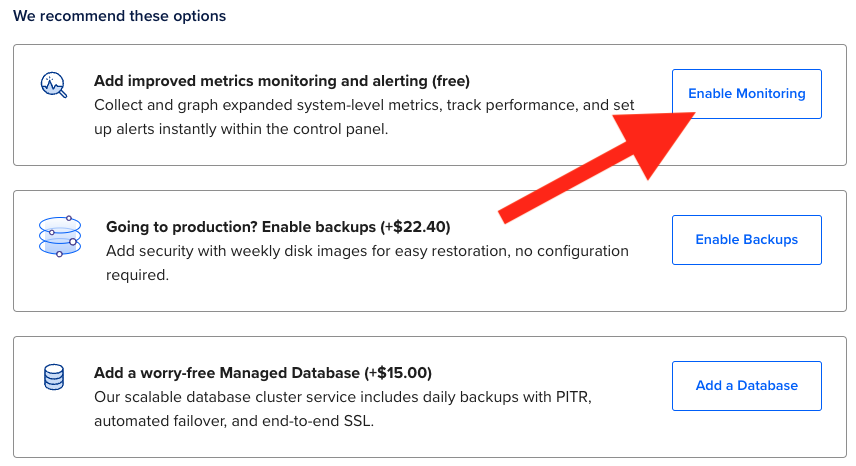 We recommend these options
Add improved metrics monitoring and alerting (free)
Collect and graph expanded system-level metrics, track performance, and set
up alerts instantly within the control panel.
Enable Monitoring
Going to production? Enable backups (+$22.40)
Add security with weekly disk images for easy restoration, no configuration
required.
Enable Backups
Add a worry-free Managed Database (+$15.00)
Our scalable database cluster service includes daily backups with PITR,
automated failover, and end-to-end SSL.
Add a Database